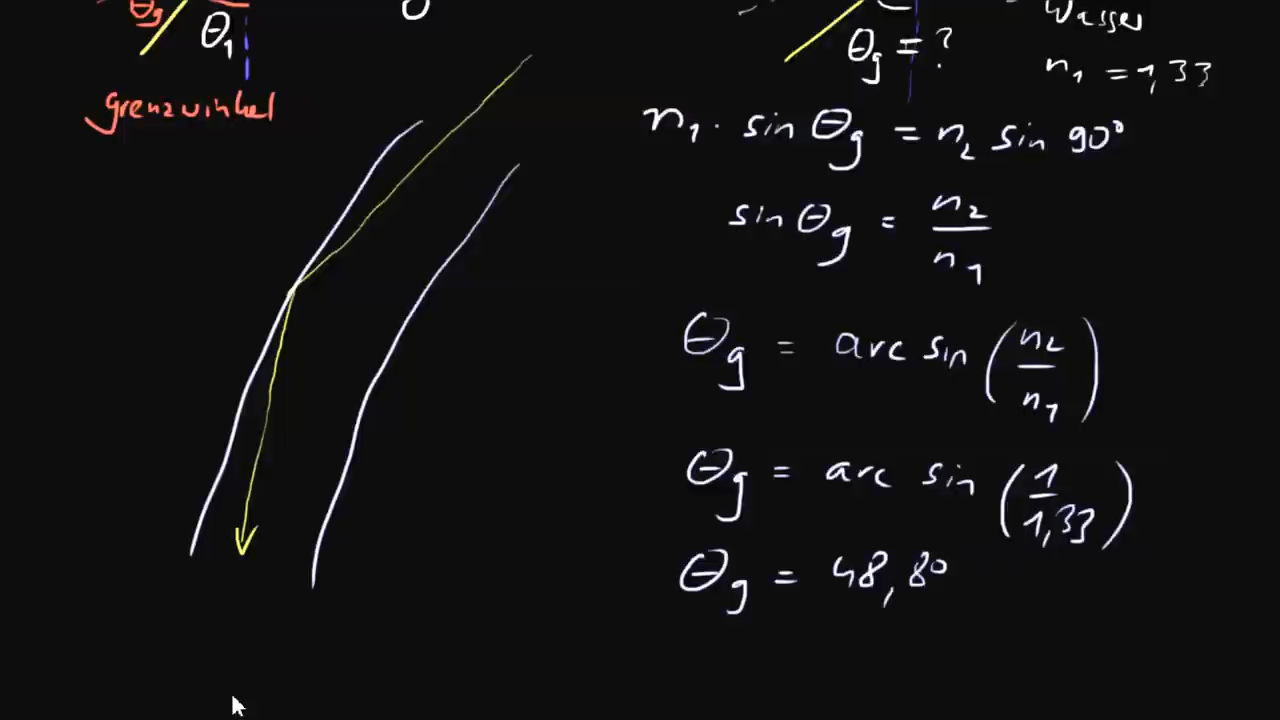 θg
θ₁
grenzwinkel
Wasser
θg = ?
n₁ = 1,33
n₁ · sin θg = n₂ sin 90°
sin θg = n₂/n₁
θg = arc sin (n₂/n₁)
θg = arc sin (1/1,33)
θg = 48,8°